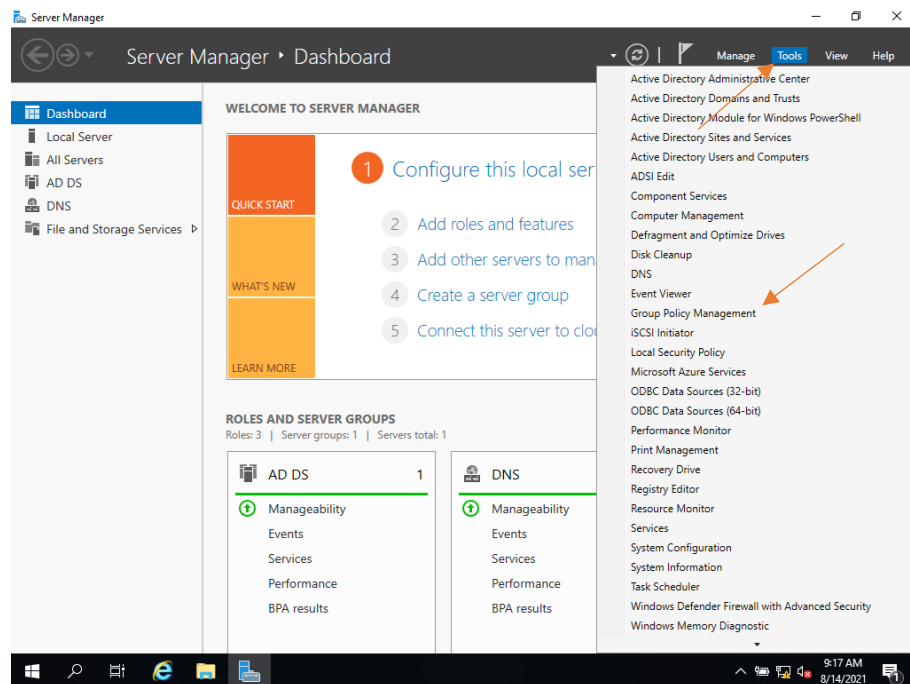 Server Manager
Server Manager • Dashboard
Manage Tools View Help
Dashboard
Local Server
All Servers
AD DS
DNS
File and Storage Services
WELCOME TO SERVER MANAGER
QUICK START
WHAT'S NEW
LEARN MORE
1 Configure this local ser
2 Add roles and features
3 Add other servers to man
4 Create a server group
5 Connect this server to clou
ROLES AND SERVER GROUPS
Roles: 3 | Server groups: 1 | Servers total: 1
AD DS 1
Manageability
Events
Services
Performance
BPA results
DNS
Manageability
Events
Services
Performance
BPA results
Active Directory Administrative Center
Active Directory Domains and Trusts
Active Directory Module for Windows PowerShell
Active Directory Sites and Services
Active Directory Users and Computers
ADSI Edit
Component Services
Computer Management
Defragment and Optimize Drives
Disk Cleanup
DNS
Event Viewer
Group Policy Management
iSCSI Initiator
Local Security Policy
Microsoft Azure Services
ODBC Data Sources (32-bit)
ODBC Data Sources (64-bit)
Performance Monitor
Print Management
Recovery Drive
Registry Editor
Resource Monitor
Services
System Configuration
System Information
Task Scheduler
Windows Defender Firewall with Advanced Security
Windows Memory Diagnostic
9:17 AM
8/14/2021
1